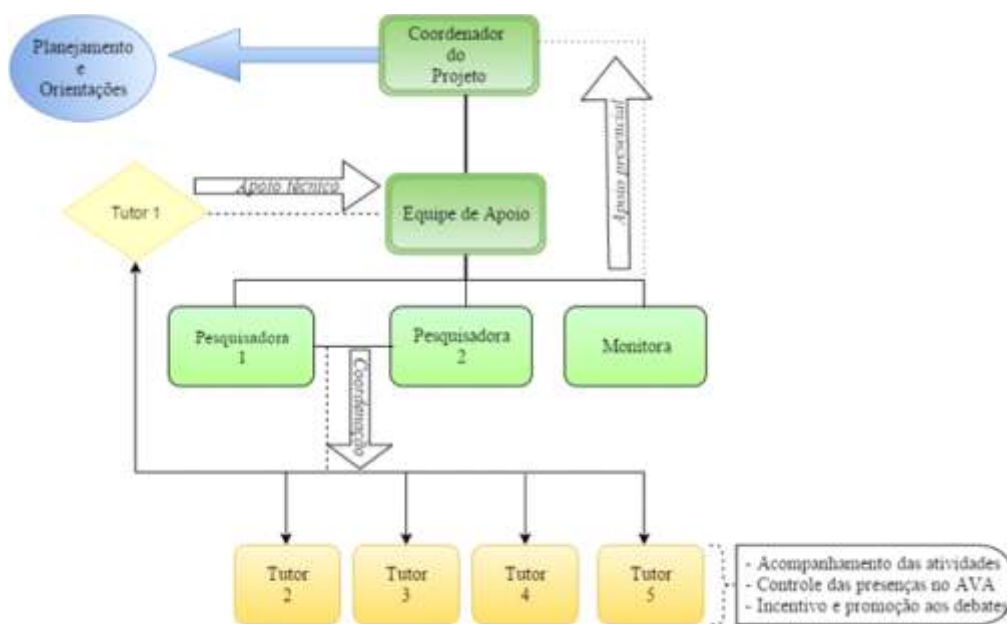 Planejamento
e
Orientações
Coordenador
do
Projeto
Apoio presencial
Apoio técnico
Tutor 1
Equipe de Apoio
Pesquisadora
1
Pesquisadora
2
Monitora
Coordenação
Tutor
2
Tutor
3
Tutor
4
Tutor
5
- Acompanhamento das atividades
- Controle das presenças no AVA
- Incentivo e promoção aos debates